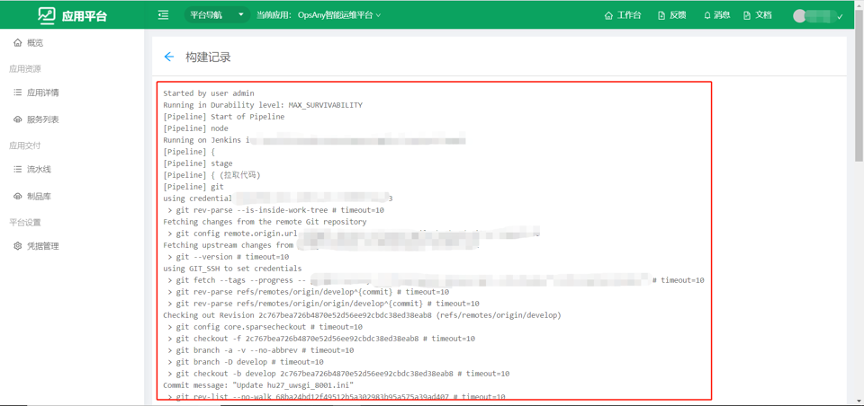 应用平台
平台导航
当前应用： OpsAny智能运维平台
工作台
反馈
消息
文档
概览
应用资源
应用详情
服务列表
应用交付
流水线
制品库
平台设置
凭据管理
构建记录
Started by user admin
Running in Durability level: MAX_SURVIVABILITY
[Pipeline] Start of Pipeline
[Pipeline] node
Running on Jenkins
[Pipeline] {
[Pipeline] stage
[Pipeline] { (拉取代码)
[Pipeline] git
using credential
> git rev-parse --is-inside-work-tree # timeout=10
Fetching changes from the remote Git repository
> git config remote.origin.url
Fetching upstream changes from
> git --version # timeout=10
using GIT_SSH to set credentials
> git fetch --tags --progress -- # timeout=10
> git rev-parse refs/remotes/origin/develop^{commit} # timeout=10
> git rev-parse refs/remotes/origin/origin/develop^{commit} # timeout=10
Checking out Revision 2c767bea726b4870e52d56ee92cbdc38ed38eab8 (refs/remotes/origin/develop)
> git config core.sparsecheckout # timeout=10
> git checkout -f 2c767bea726b4870e52d56ee92cbdc38ed38eab8 # timeout=10
> git branch -a -v --no-abbrev # timeout=10
> git branch -D develop # timeout=10
> git checkout -b develop 2c767bea726b4870e52d56ee92cbdc38ed38eab8 # timeout=10
Commit message: "Update hu27_uwsgi_8001.ini"
> git rev-list --no-walk 68ba24bd12f49512b5a302983b95a575a39ad407 # timeout=10